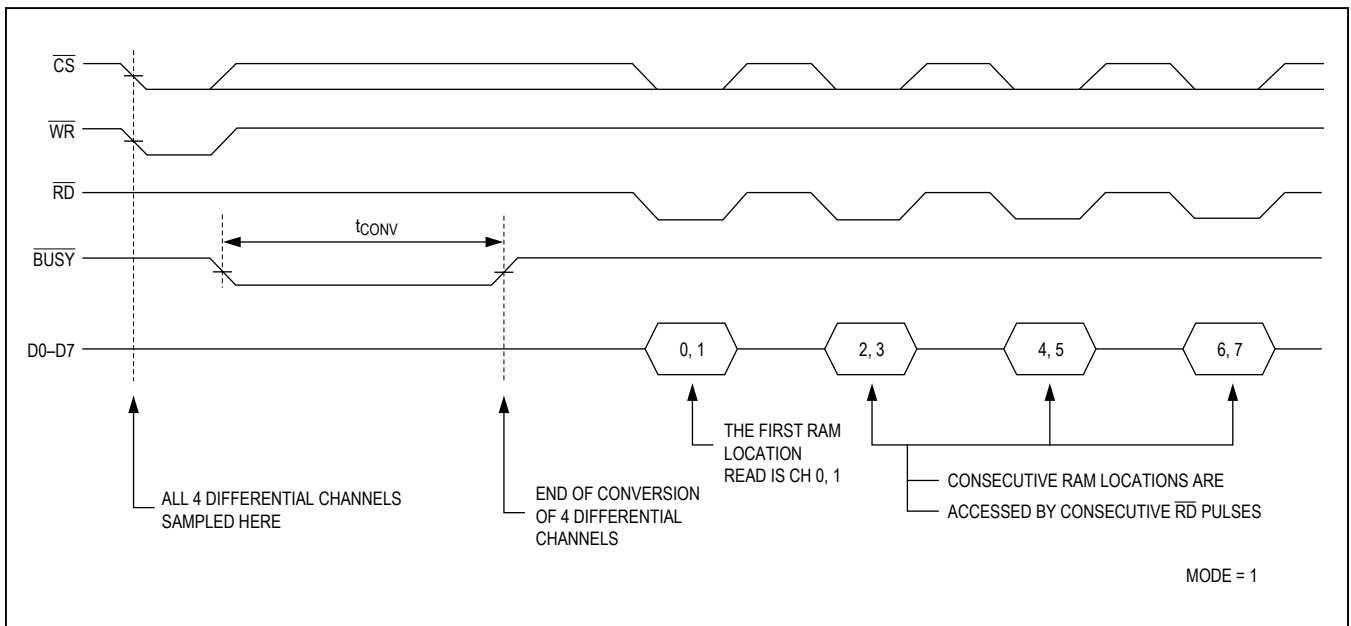 CS
WR
RD
tCONV
BUSY
D0–D7
0, 1
2, 3
4, 5
6, 7
ALL 4 DIFFERENTIAL CHANNELS
SAMPLED HERE
END OF CONVERSION
OF 4 DIFFERENTIAL
CHANNELS
THE FIRST RAM
LOCATION
READ IS CH 0, 1
CONSECUTIVE RAM LOCATIONS ARE
ACCESSED BY CONSECUTIVE RD PULSES
MODE = 1